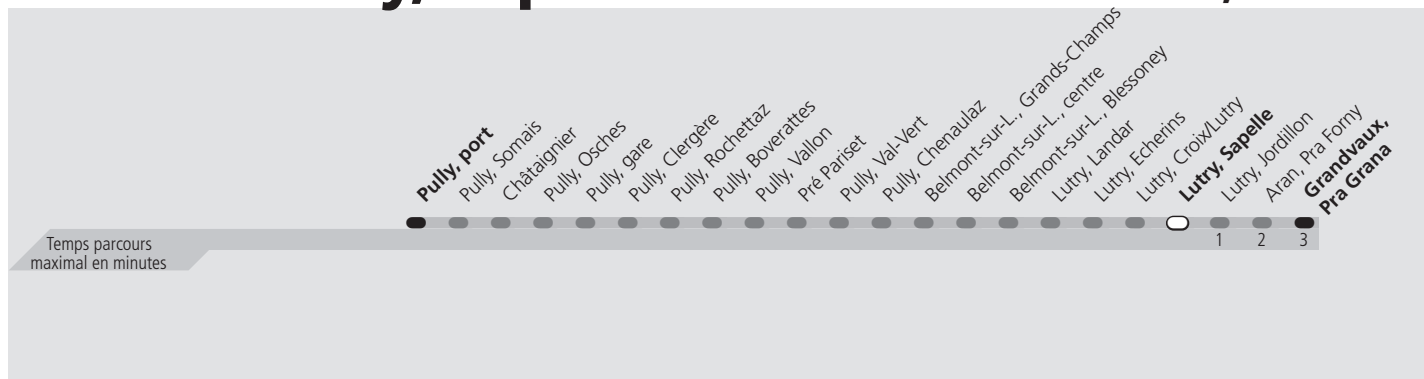 Pully, port
Pully, Somais
Châtaignier
Pully, Osches
Pully, gare
Pully, Clergère
Pully, Rochettaz
Pully, Boverattes
Pully, Vallon
Pré Pariset
Pully, Val-Vert
Pully, Chenaulaz
Belmont-sur-L., Grands-Champs
Belmont-sur-L., centre
Belmont-sur-L., Blessoney
Lutry, Landar
Lutry, Echerins
Lutry, Croix/Lutry
Lutry, Sapelle
Lutry, Jordillon
Aran, Pra Forny
Grandvaux,
Pra Grana
Temps parcours
maximal en minutes
1 2 3